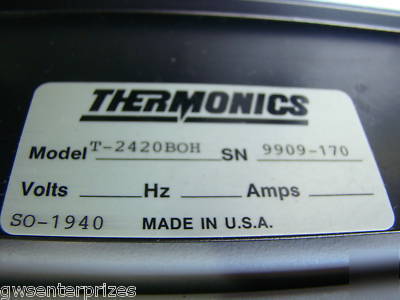 THERMONICS
Model T-2420BOH SN 9909-170
Volts Hz Amps
SO-1940 MADE IN U.S.A.
gwsenterprizes